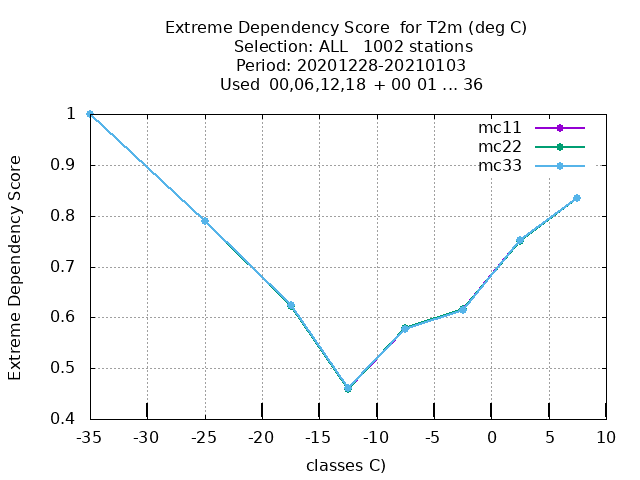 Extreme Dependency Score  for T2m (deg C)
Selection: ALL   1002 stations
Period: 20201228-20210103
Used  00,06,12,18 + 00 01 ... 36
mc11
mc22
mc33
Extreme Dependency Score
1
0.9
0.8
0.7
0.6
0.5
0.4
-35 -30 -25 -20 -15 -10 -5 0 5 10
classes C)